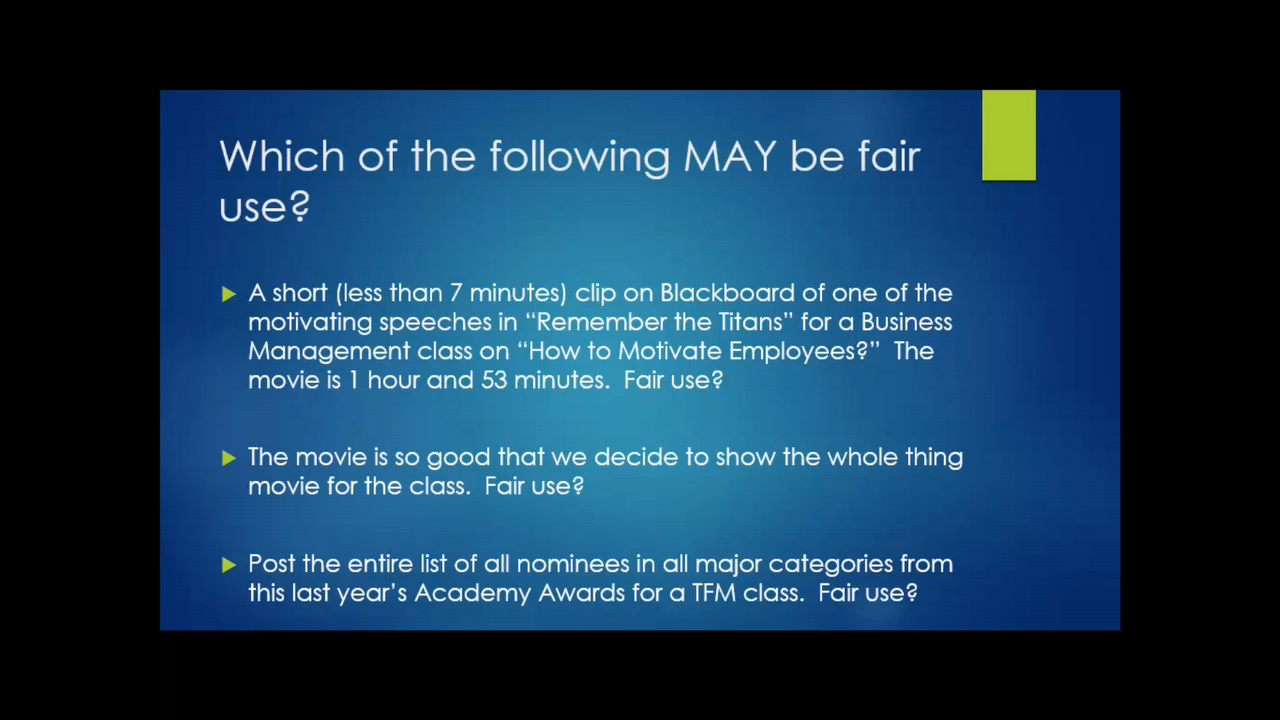 Which of the following MAY be fair
use?
A short (less than 7 minutes) clip on Blackboard of one of the
motivating speeches in “Remember the Titans” for a Business
Management class on “How to Motivate Employees?” The
movie is 1 hour and 53 minutes. Fair use?
The movie is so good that we decide to show the whole thing
movie for the class. Fair use?
Post the entire list of all nominees in all major categories from
this last year’s Academy Awards for a TFM class. Fair use?